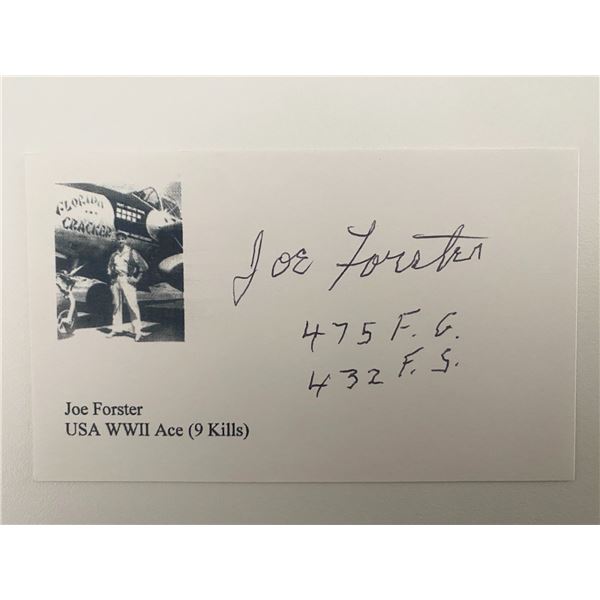 FLORIDA
CRACKER
Joe Forster
475 F. G.
432 F. S.
Joe Forster
USA WWII Ace (9 Kills)